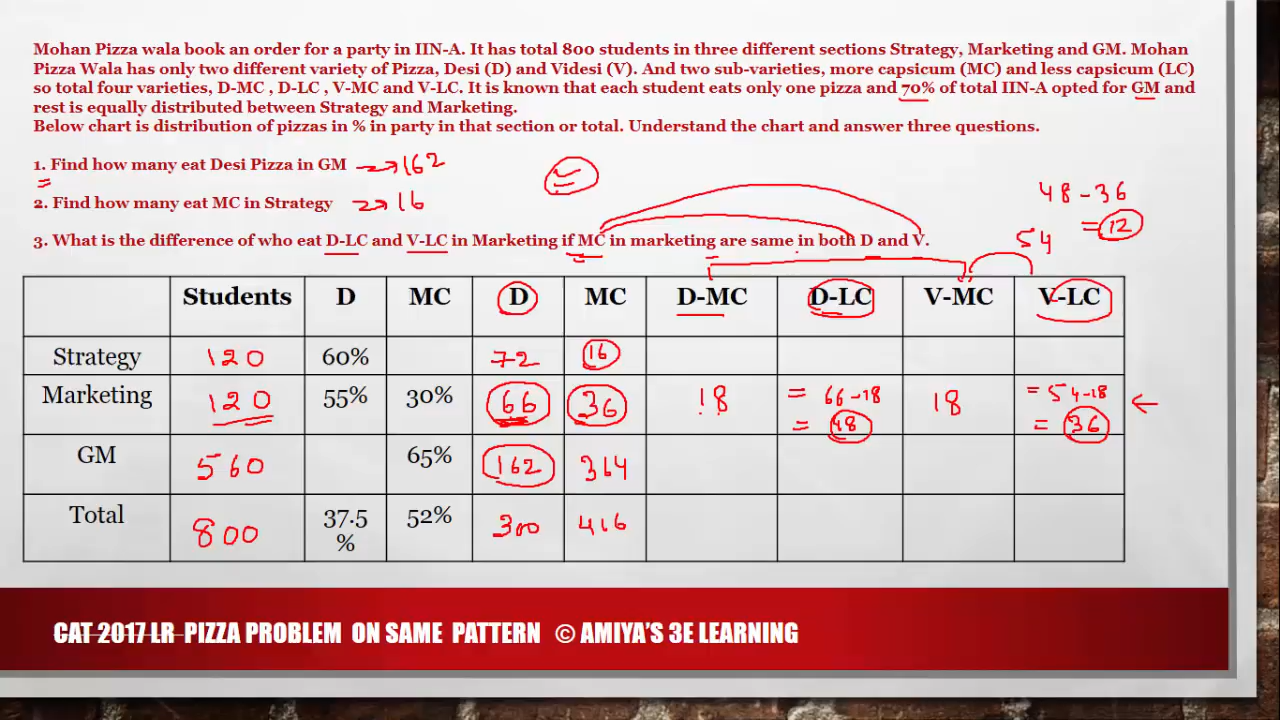 Mohan Pizza wala book an order for a party in IIN-A. It has total 800 students in three different sections Strategy, Marketing and GM. Mohan
Pizza Wala has only two different variety of Pizza, Desi (D) and Videsi (V). And two sub-varieties, more capsicum (MC) and less capsicum (LC)
so total four varieties, D-MC , D-LC , V-MC and V-LC. It is known that each student eats only one pizza and 70% of total IIN-A opted for GM and
rest is equally distributed between Strategy and Marketing.
Below chart is distribution of pizzas in % in party in that section or total. Understand the chart and answer three questions.
1. Find how many eat Desi Pizza in GM → 162
2. Find how many eat MC in Strategy → 16
48 - 36
= 12
3. What is the difference of who eat D-LC and V-LC in Marketing if MC in marketing are same in both D and V.
54
Students D MC D MC D-MC D-LC V-MC V-LC
Strategy 120 60% 72 16
Marketing 120 55% 30% 66 36 18 = 66-18 18 = 54-18
= 48 = 36
GM 560 65% 162 364
Total 800 37.5 52% 300 416
%
CAT 2017 LR PIZZA PROBLEM ON SAME PATTERN © AMIYA'S 3E LEARNING